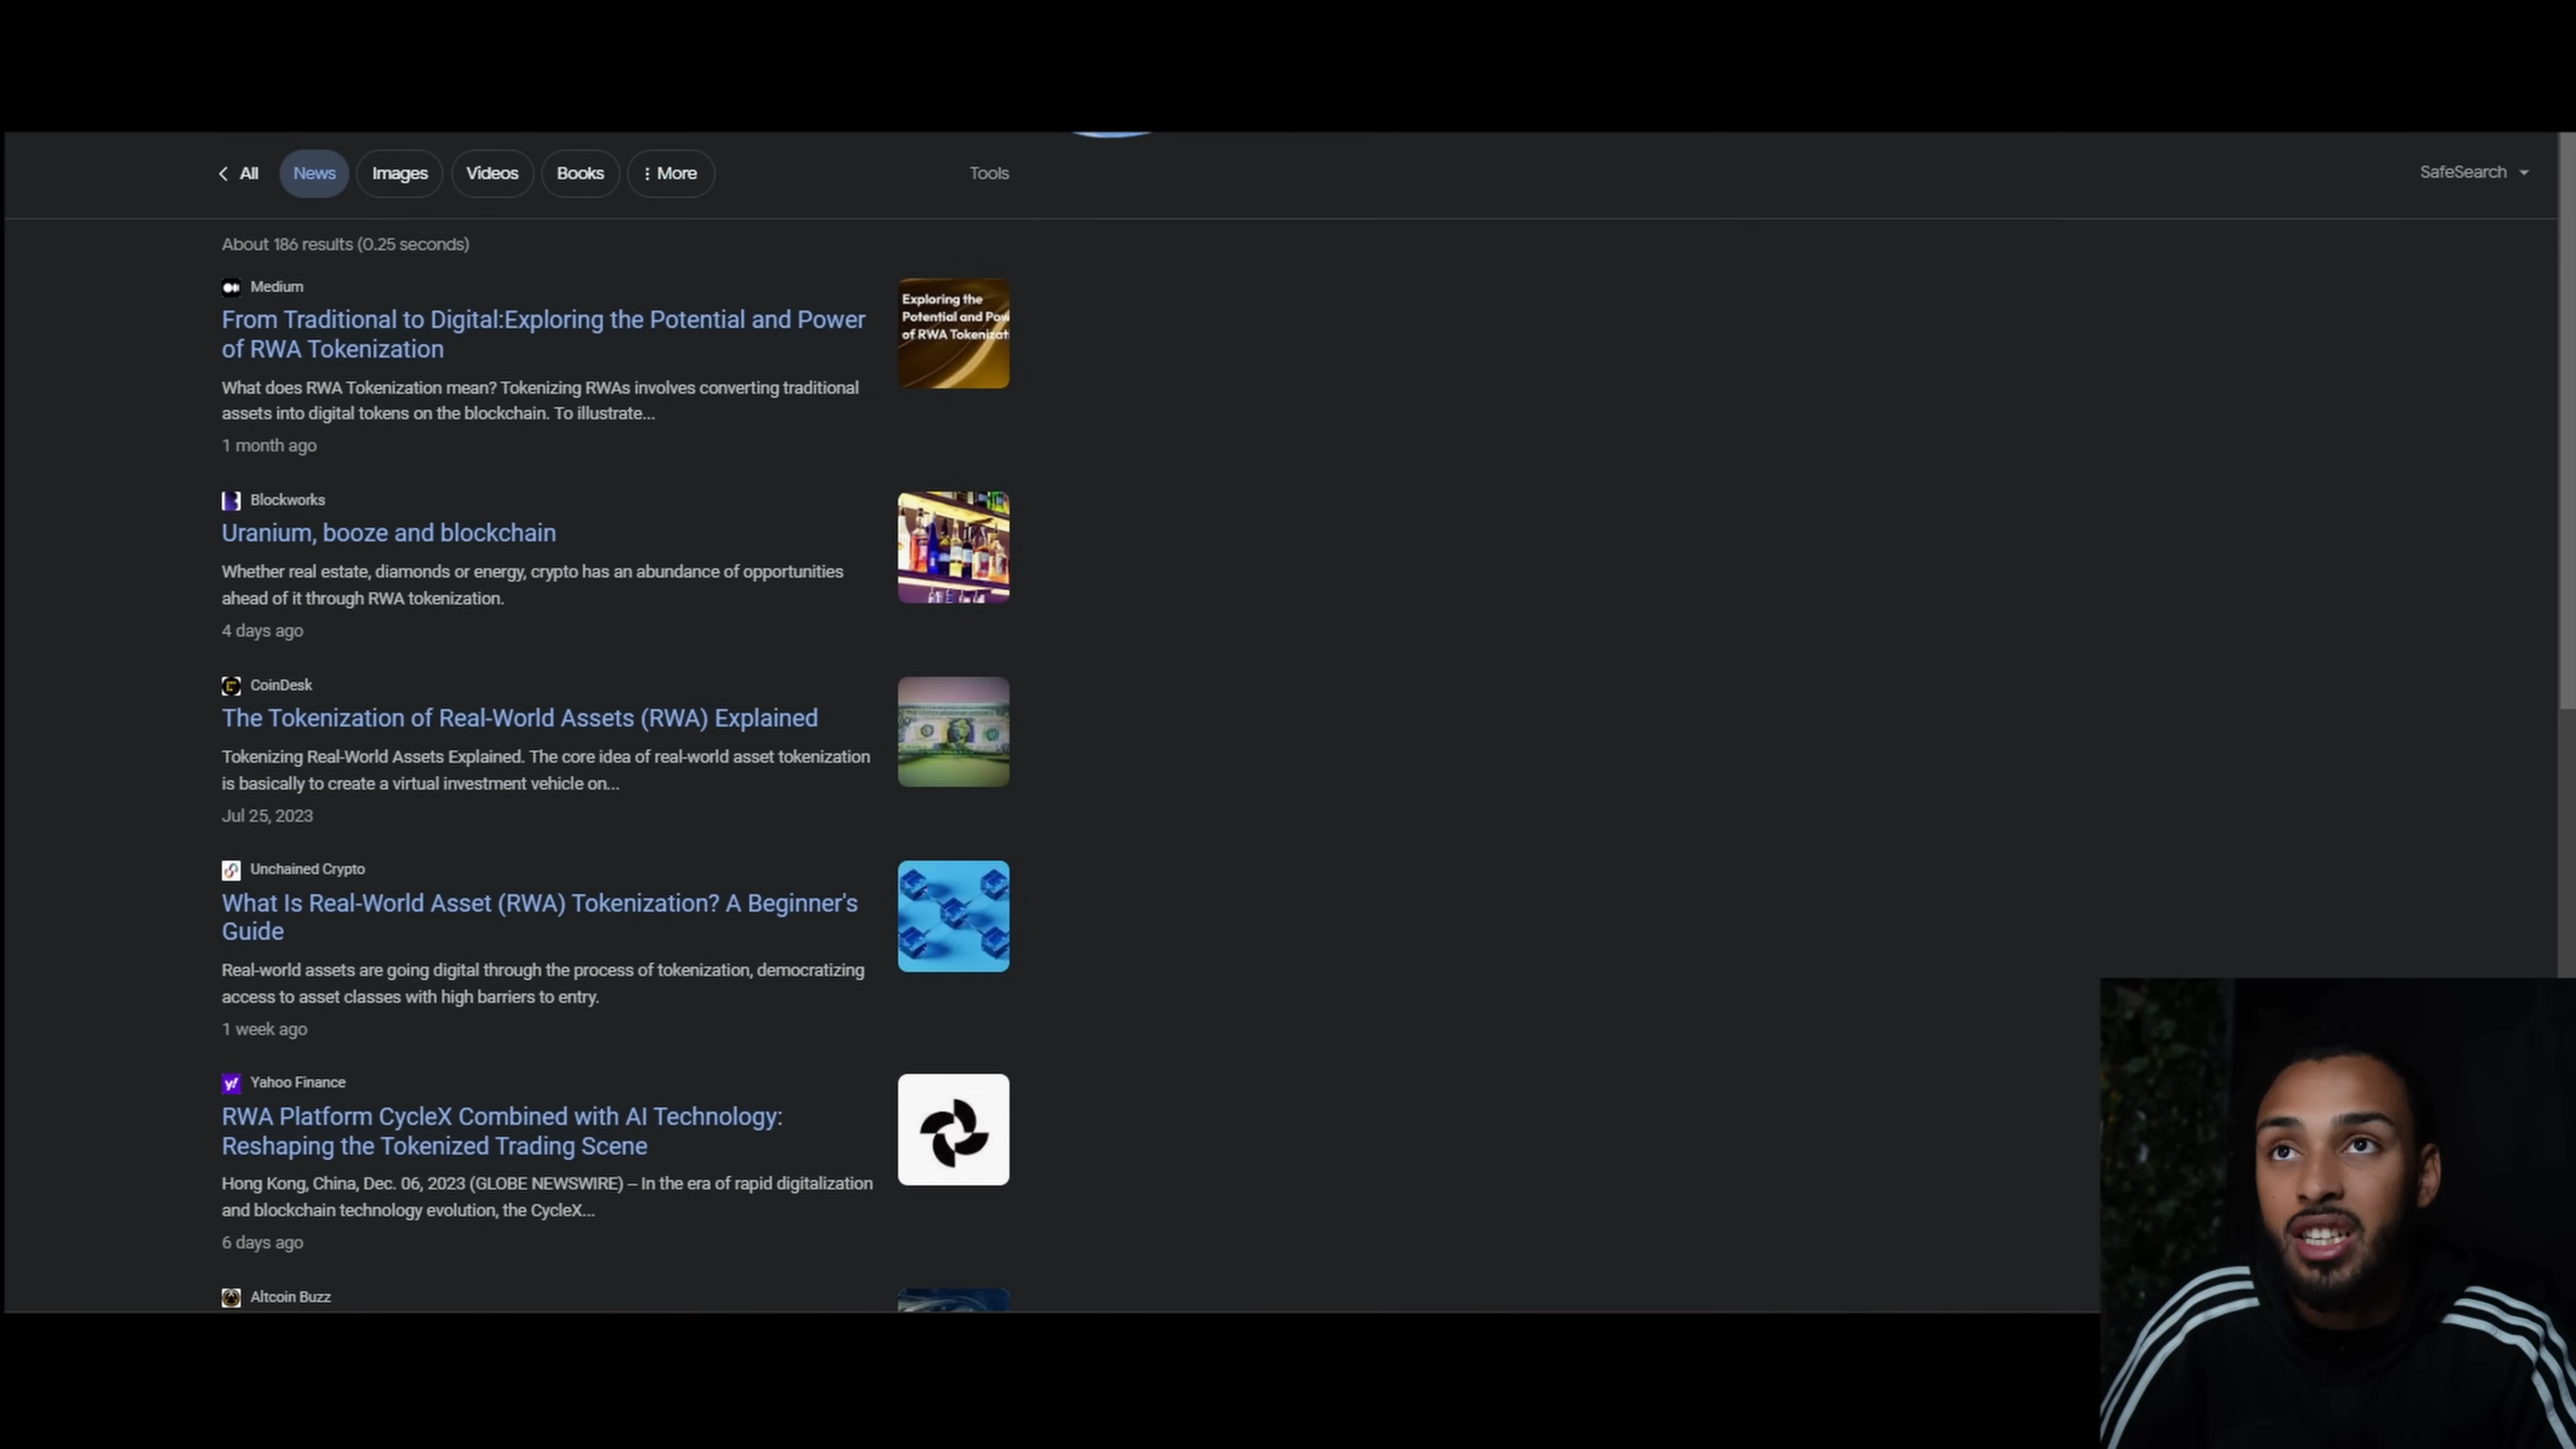 All
News
Images
Videos
Books
More
Tools
SafeSearch
About 186 results (0.25 seconds)
Medium
From Traditional to Digital:Exploring the Potential and Power
of RWA Tokenization
What does RWA Tokenization mean? Tokenizing RWAs involves converting traditional
assets into digital tokens on the blockchain. To illustrate...
1 month ago
Exploring the
Potential and Pow
of RWA Tokenizati
Blockworks
Uranium, booze and blockchain
Whether real estate, diamonds or energy, crypto has an abundance of opportunities
ahead of it through RWA tokenization.
4 days ago
CoinDesk
The Tokenization of Real-World Assets (RWA) Explained
Tokenizing Real-World Assets Explained. The core idea of real-world asset tokenization
is basically to create a virtual investment vehicle on...
Jul 25, 2023
Unchained Crypto
What Is Real-World Asset (RWA) Tokenization? A Beginner's
Guide
Real-world assets are going digital through the process of tokenization, democratizing
access to asset classes with high barriers to entry.
1 week ago
y!
Yahoo Finance
RWA Platform CycleX Combined with AI Technology:
Reshaping the Tokenized Trading Scene
Hong Kong, China, Dec. 06, 2023 (GLOBE NEWSWIRE) – In the era of rapid digitalization
and blockchain technology evolution, the CycleX...
6 days ago
Altcoin Buzz